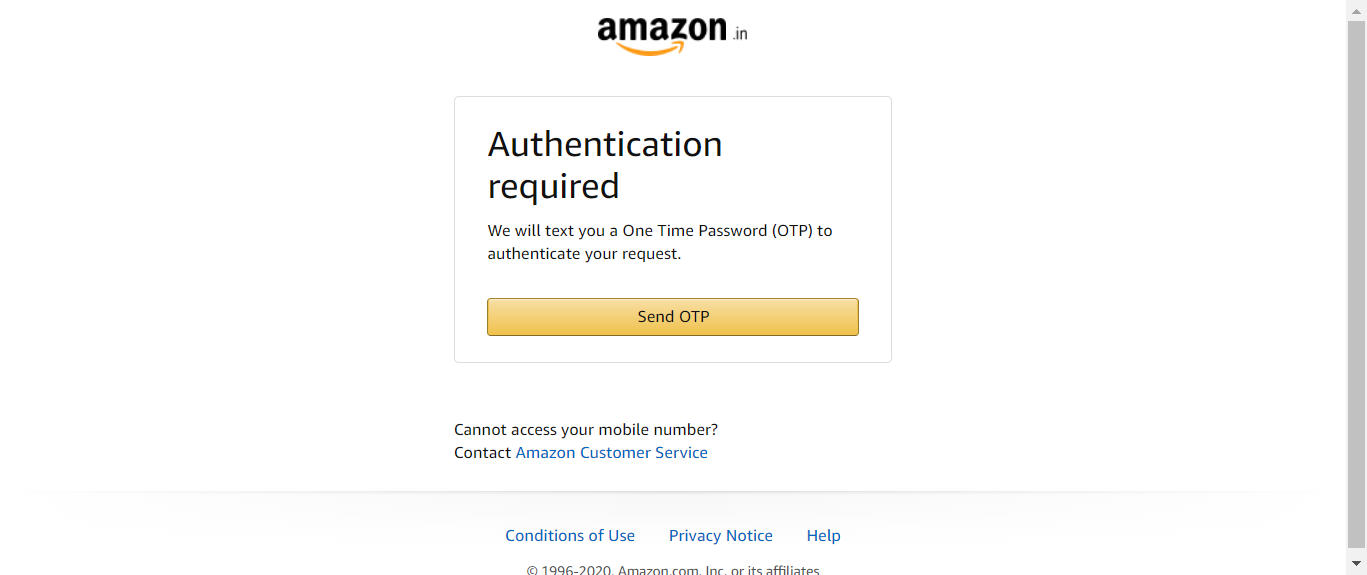 amazon.in
Authentication
required
We will text you a One Time Password (OTP) to
authenticate your request.
Send OTP
Cannot access your mobile number?
Contact Amazon Customer Service
Conditions of Use Privacy Notice Help
© 1996-2020, Amazon.com, Inc. or its affiliates